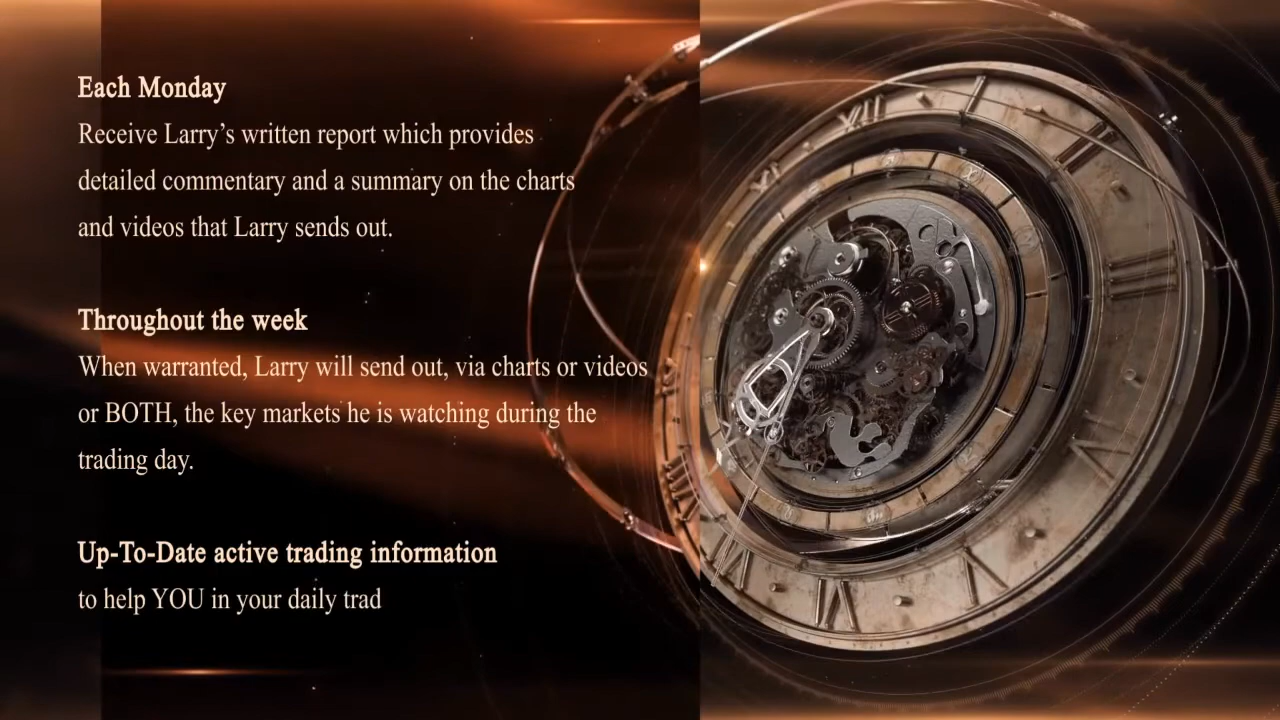 Each Monday
Receive Larry’s written report which provides
detailed commentary and a summary on the charts
and videos that Larry sends out.
Throughout the week
When warranted, Larry will send out, via charts or videos
or BOTH, the key markets he is watching during the
trading day.
Up-To-Date active trading information
to help YOU in your daily trad